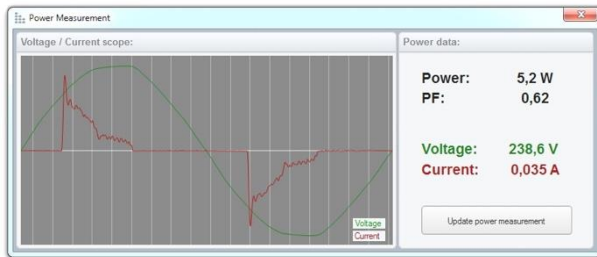 Power Measurement
Voltage / Current scope:
Voltage
Current
Power data:
Power: 5,2 W
PF: 0,62
Voltage: 238,6 V
Current: 0,035 A
Update power measurement